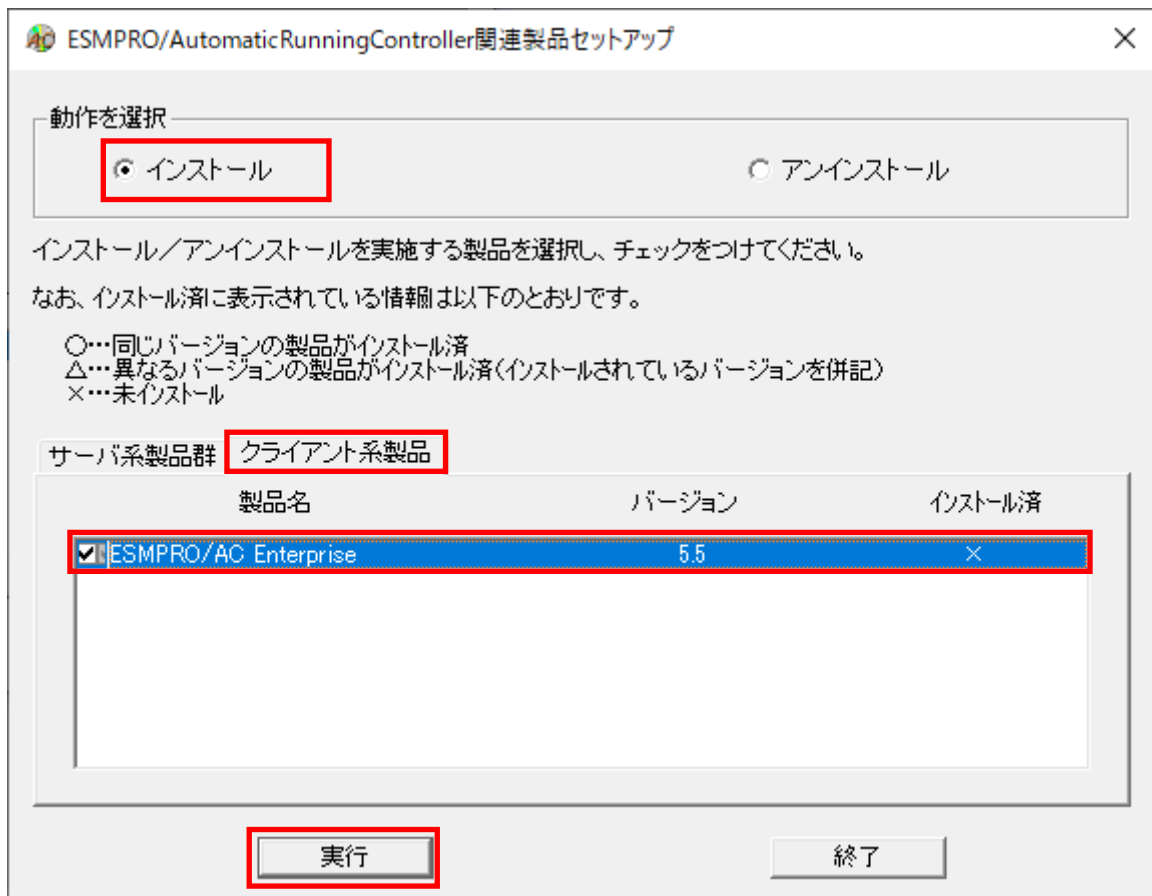 ESMPRO/AutomaticRunningController関連製品セットアップ
動作を選択
インストール アンインストール
インストール／アンインストールを実施する製品を選択し、チェックをつけてください。
なお、インストール済に表示されている情報は以下のとおりです。
○…同じバージョンの製品がインストール済
△…異なるバージョンの製品がインストール済(インストールされているバージョンを併記)
×…未インストール
サーバ系製品群 クライアント系製品
製品名 バージョン インストール済
ESMPRO/AC Enterprise 5.5 ×
実行 終了